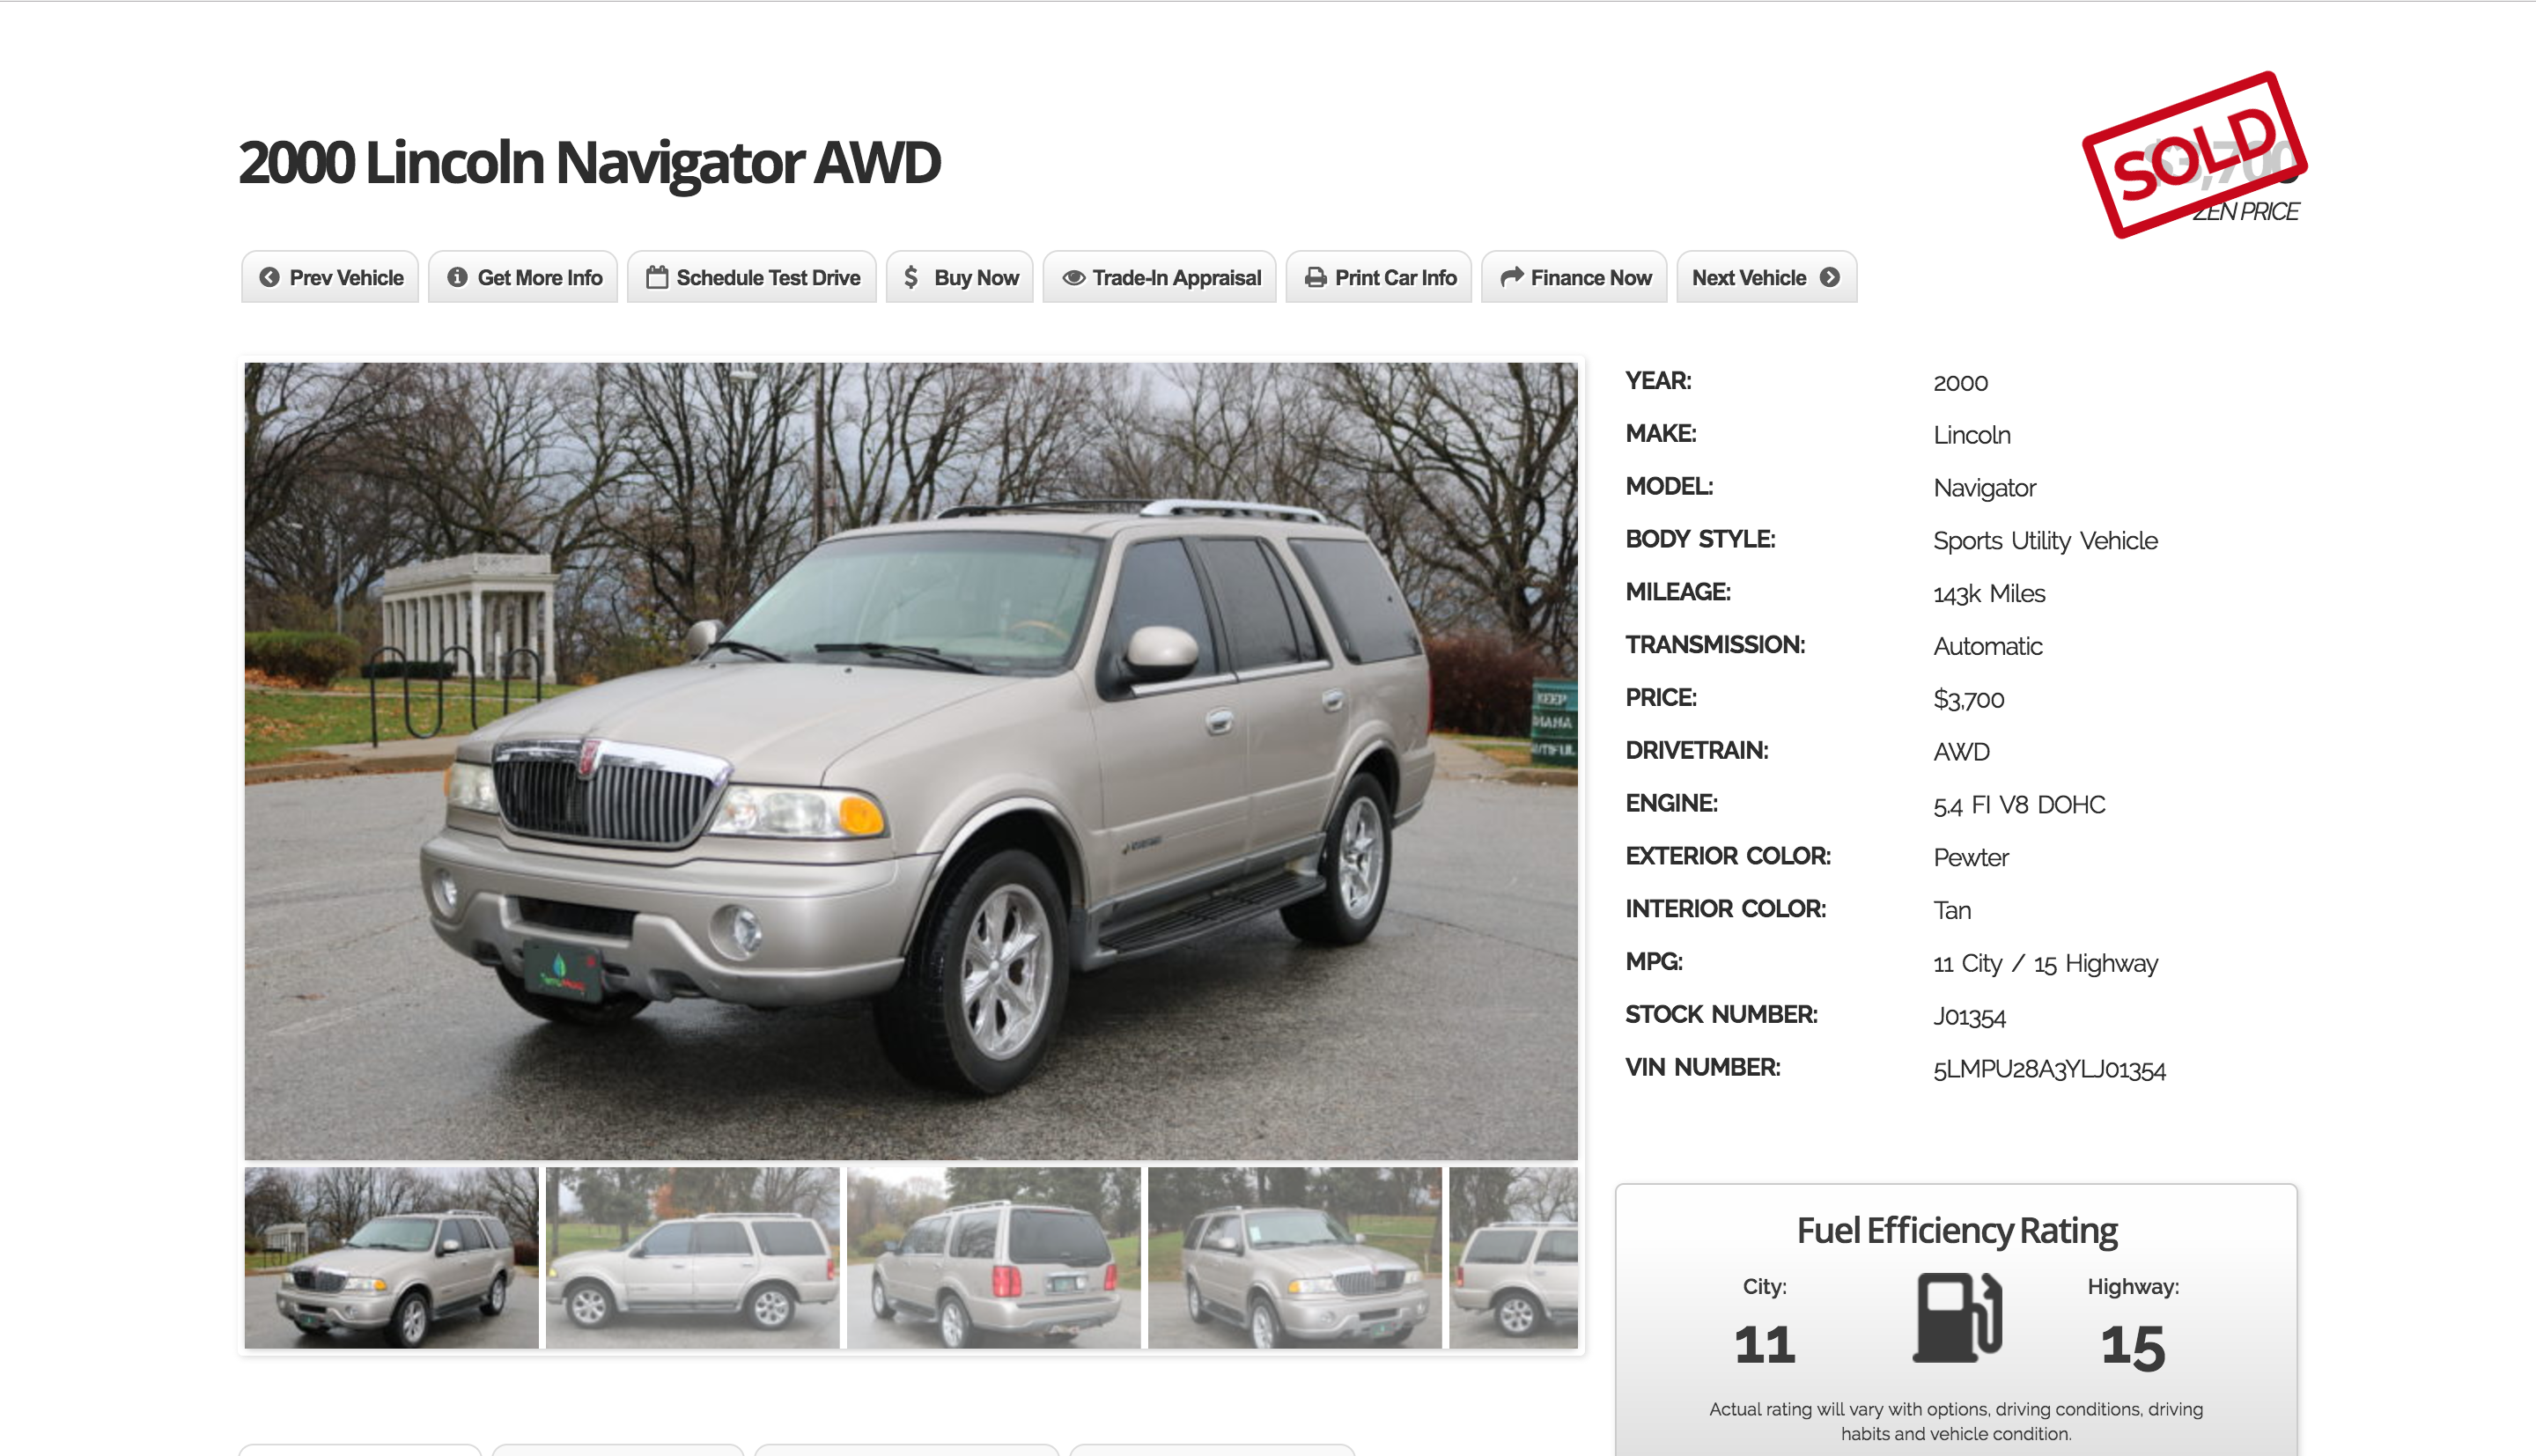 2000 Lincoln Navigator AWD
SOLD
$3,700
ZEN PRICE
Prev Vehicle
Get More Info
Schedule Test Drive
$ Buy Now
Trade-In Appraisal
Print Car Info
Finance Now
Next Vehicle
YEAR: 2000
MAKE: Lincoln
MODEL: Navigator
BODY STYLE: Sports Utility Vehicle
MILEAGE: 143k Miles
TRANSMISSION: Automatic
PRICE: $3,700
DRIVETRAIN: AWD
ENGINE: 5.4 FI V8 DOHC
EXTERIOR COLOR: Pewter
INTERIOR COLOR: Tan
MPG: 11 City / 15 Highway
STOCK NUMBER: J01354
VIN NUMBER: 5LMPU28A3YLJ01354
KEEP
Fuel Efficiency Rating
City: Highway:
11 15
Actual rating will vary with options, driving conditions, driving
habits and vehicle condition.